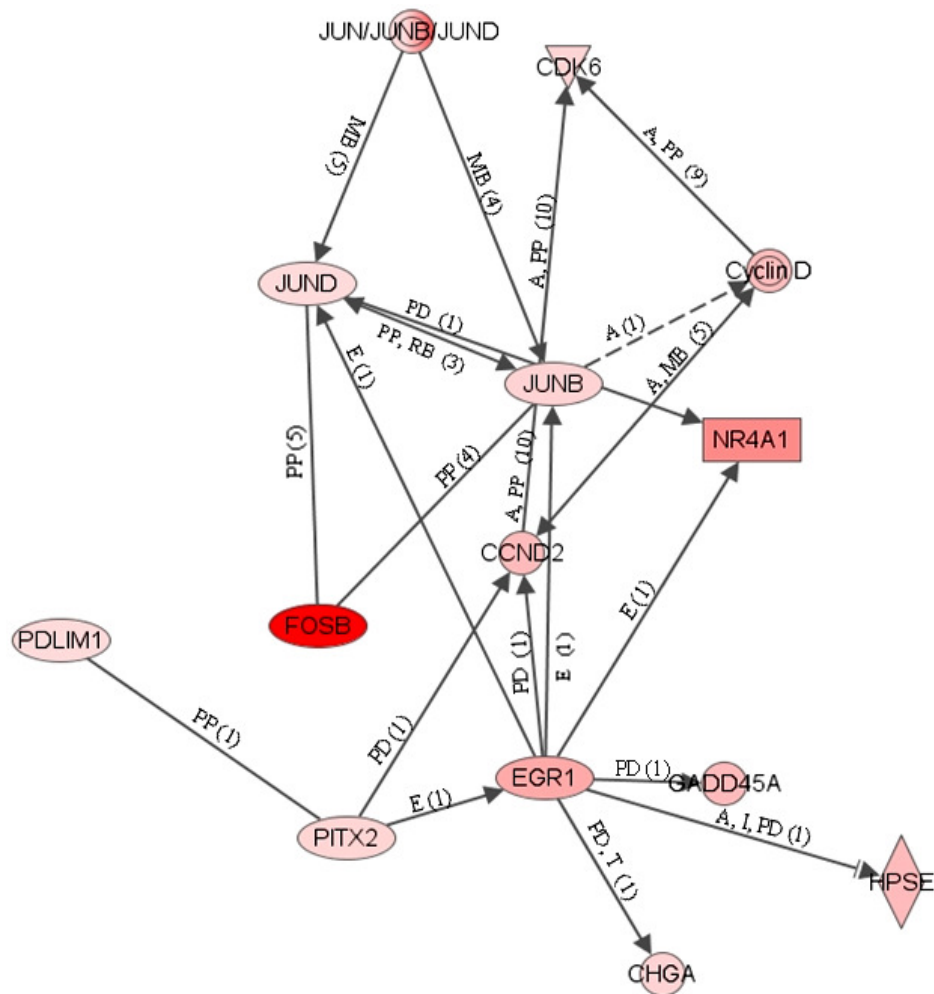 JUN/JUNB/JUND
CDK6
MB (5)
MB (4)
A, PP (10)
A, PP (9)
Cyclin D
JUND
PD (1)
PP, RB (3)
A (1)
A, MB (5)
E (1)
JUNB
NR4A1
PP (5)
PP (4)
A, PP (10)
CCND2
E (1)
FOSB
PDLIM1
PD (1)
E (1)
PP (1)
PD (1)
EGR1
PD (1)
GADD45A
E (1)
PITX2
A, I, PD (1)
PD, T (1)
HPSE
CHGA